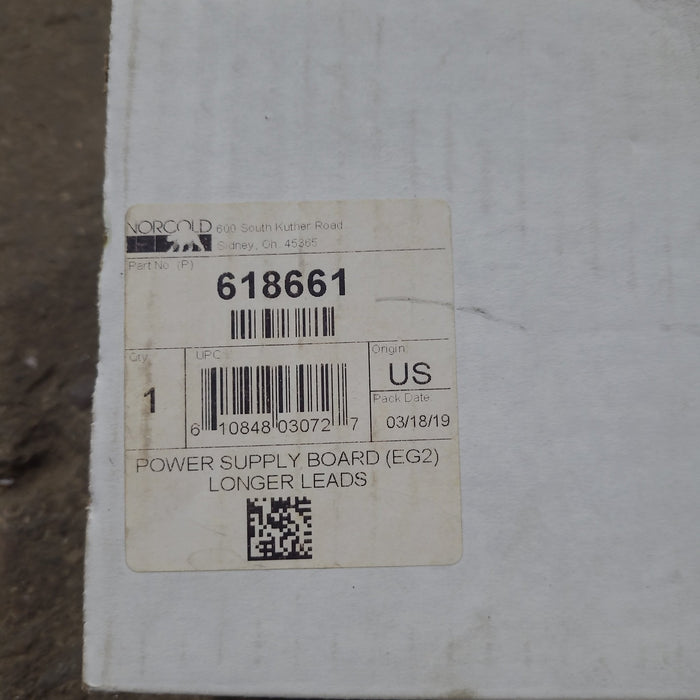 NORCOLD 600 South Kuther Road
Sidney, Oh. 45365
Part No. (P)
618661
Qty
1
UPC
6 10848 03072 7
Origin
US
Pack Date
03/18/19
POWER SUPPLY BOARD (EG2)
LONGER LEADS